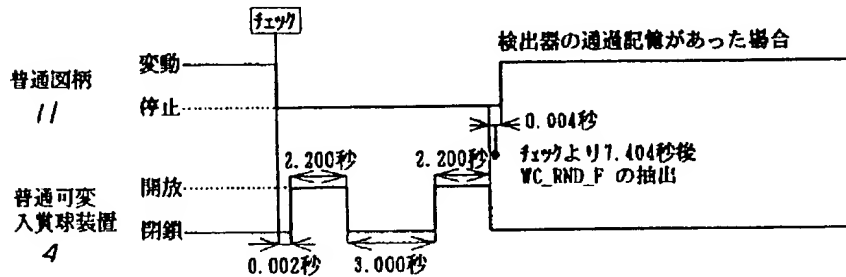 チェック
検出器の通過記憶があった場合
変動
普通図柄
11
停止
0.004秒
2.200秒
2.200秒
チェックより7.404秒後
WC_RND_F の抽出
開放
普通可変
入賞球装置
4
閉鎖
0.002秒
3.000秒